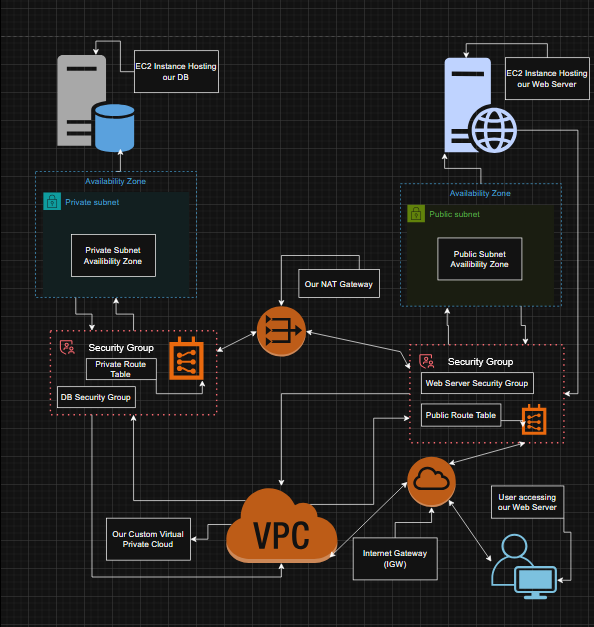 EC2 Instance Hosting
our DB
EC2 Instance Hosting
our Web Server
Availability Zone
Private subnet
Private Subnet
Availibility Zone
Availability Zone
Public subnet
Public Subnet
Availibility Zone
Our NAT Gateway
Security Group
Private Route
Table
DB Security Group
Security Group
Web Server Security Group
Public Route Table
VPC
Our Custom Virtual
Private Cloud
Internet Gateway
(IGW)
User accessing
our Web Server